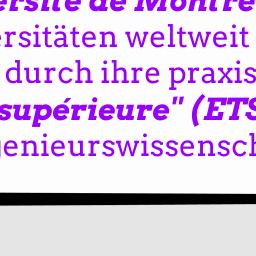 ersité de Montré
ersitäten weltweit
durch ihre praxis
supérieure" (ETS
genieurswissensch